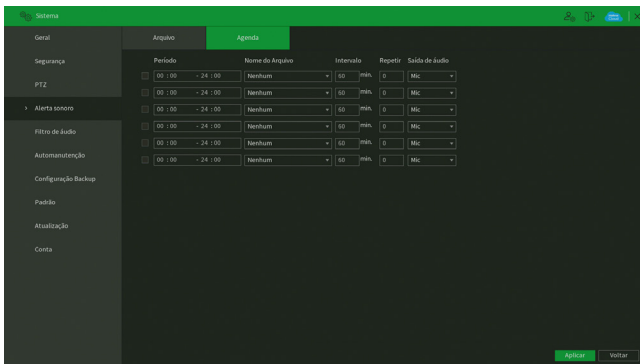 Sistema
Geral
Segurança
PTZ
Alerta sonoro
Filtro de áudio
Automanutenção
Configuração Backup
Padrão
Atualização
Conta
Arquivo Agenda
Período Nome do Arquivo Intervalo Repetir Saída de áudio
00 : 00 - 24 : 00 Nenhum 60 min. 0 Mic
00 : 00 - 24 : 00 Nenhum 60 min. 0 Mic
00 : 00 - 24 : 00 Nenhum 60 min. 0 Mic
00 : 00 - 24 : 00 Nenhum 60 min. 0 Mic
00 : 00 - 24 : 00 Nenhum 60 min. 0 Mic
00 : 00 - 24 : 00 Nenhum 60 min. 0 Mic
Aplicar Voltar